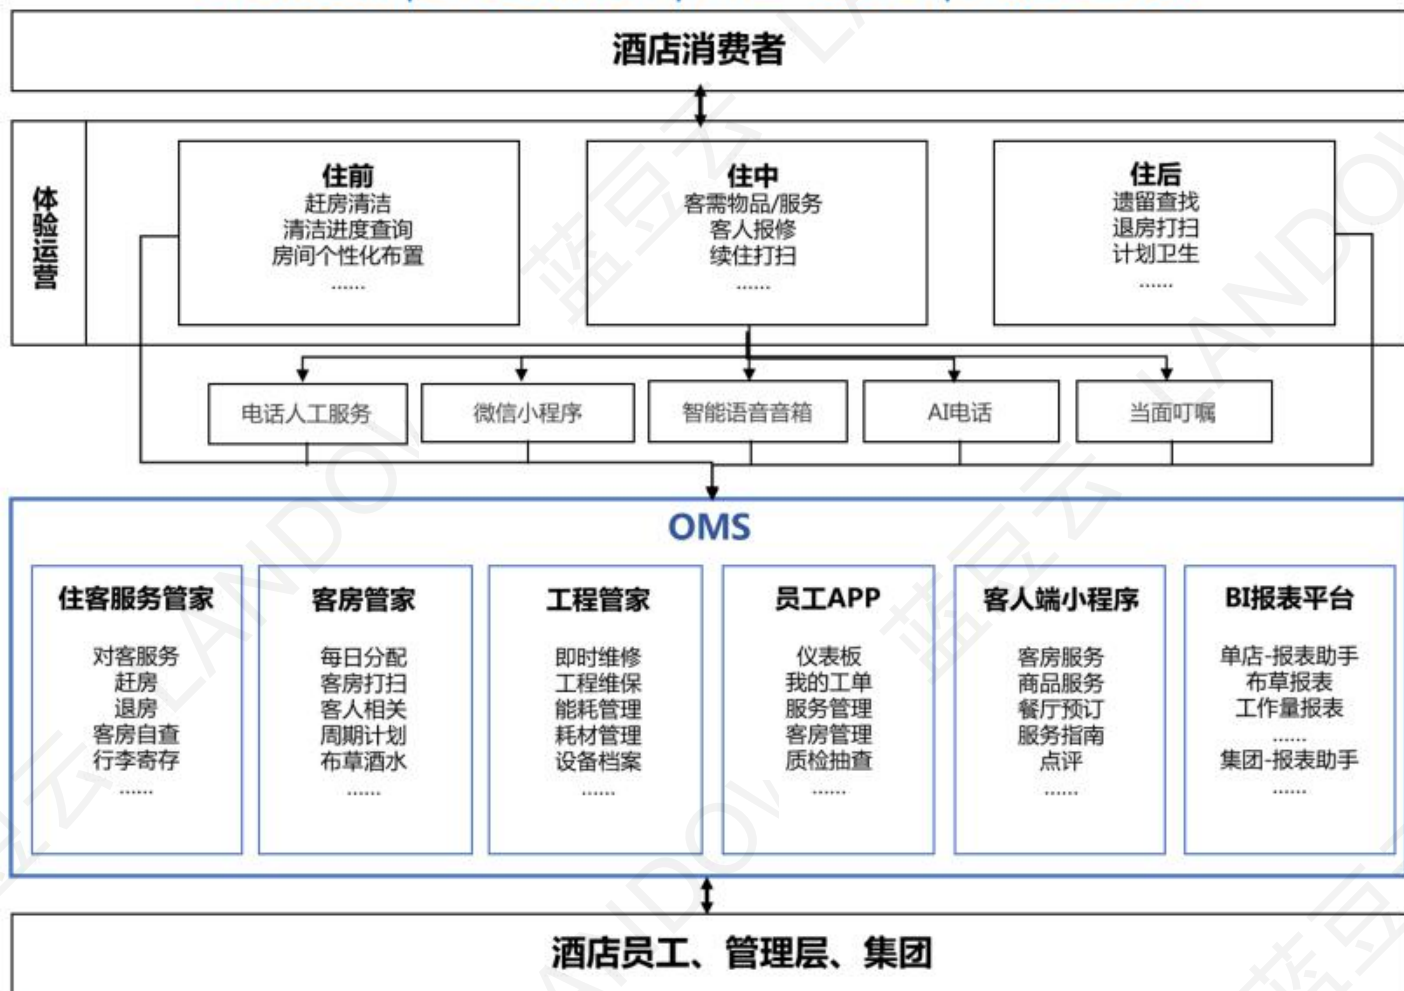 酒店消费者
体验运营
住前
赶房清洁
清洁进度查询
房间个性化布置
......
住中
客需物品/服务
客人报修
续住打扫
......
住后
遗留查找
退房打扫
计划卫生
......
电话人工服务
微信小程序
智能语音音箱
AI电话
当面叮嘱
OMS
住客服务管家
对客服务
赶房
退房
客房自查
行李寄存
......
客房管家
每日分配
客房打扫
客人相关
周期计划
布草酒水
......
工程管家
即时维修
工程维保
能耗管理
耗材管理
设备档案
......
员工APP
仪表板
我的工单
服务管理
客房管理
质检抽查
......
客人端小程序
客房服务
商品服务
餐厅预订
服务指南
点评
......
BI报表平台
单店-报表助手
布草报表
工作量报表
......
集团-报表助手
......
酒店员工、管理层、集团
蓝豆云
蓝豆云